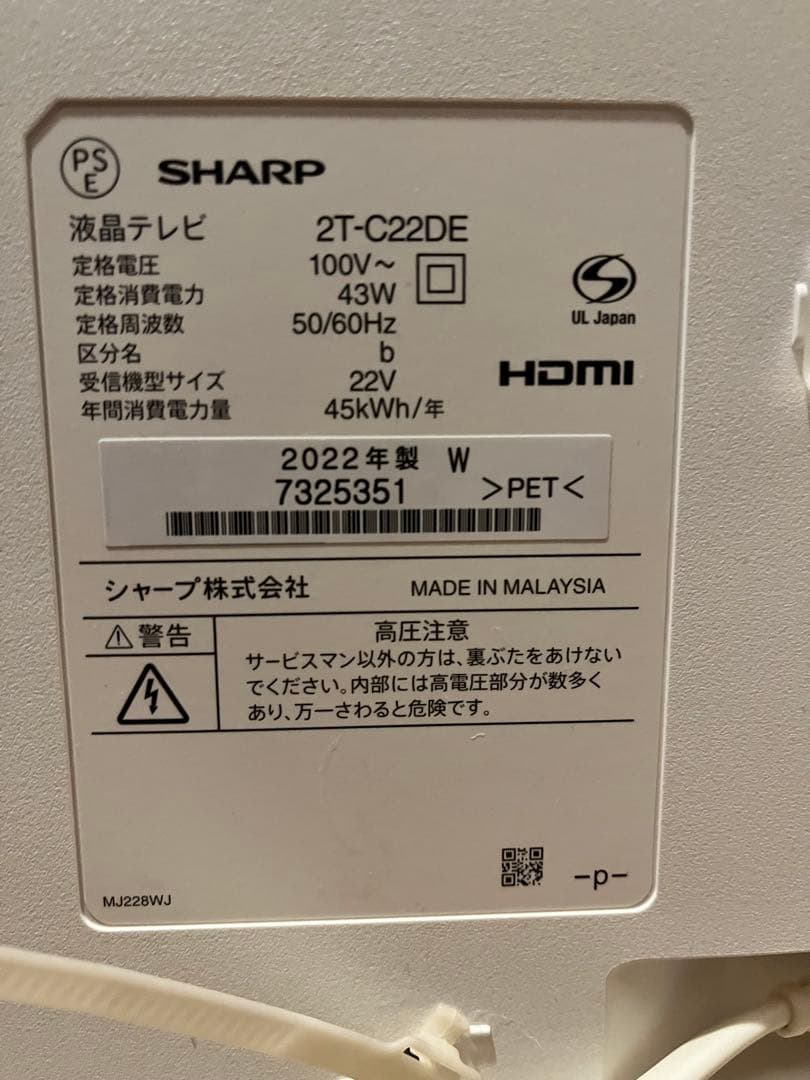 PSE SHARP
液晶テレビ 2T-C22DE
定格電圧 100V～
定格消費電力 43W
定格周波数 50/60Hz
区分名 b
受信機型サイズ 22V
年間消費電力量 45kWh/年
UL Japan
HDMI
2022年製 W
7325351 >PET<
シャープ株式会社 MADE IN MALAYSIA
⚠警告 高圧注意
サービスマン以外の方は、裏ぶたをあけない
でください。内部には高電圧部分が数多く
あり、万一さわると危険です。
MJ228WJ
-p-